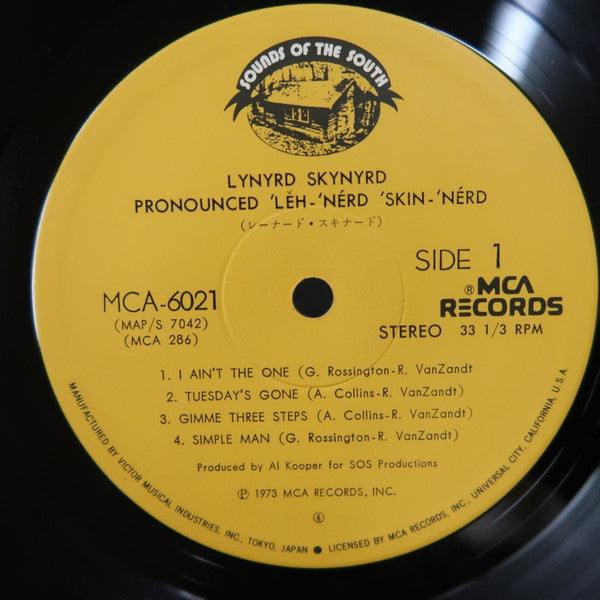 SOUNDS OF THE SOUTH
LYNYRD SKYNYRD
PRONOUNCED 'LĔH-'NÉRD 'SKIN-'NÉRD
(レーナード・スキナード)
SIDE 1
MCA-6021
(MAP/S 7042)
(MCA 286)
®MCA
RECORDS
STEREO 33 1/3 RPM
1. I AIN'T THE ONE (G. Rossington-R. VanZandt
2. TUESDAY'S GONE (A. Collins-R. VanZandt)
3. GIMME THREE STEPS (A. Collins-R. VanZandt)
4. SIMPLE MAN (G. Rossington-R. VanZandt)
Produced by Al Kooper for SOS Productions
Ⓟ 1973 MCA RECORDS, INC.
④
MANUFACTURED BY VICTOR MUSICAL INDUSTRIES, INC., TOKYO, JAPAN ● LICENSED BY MCA RECORDS, INC., UNIVERSAL CITY, CALIFORNIA, U.S.A.